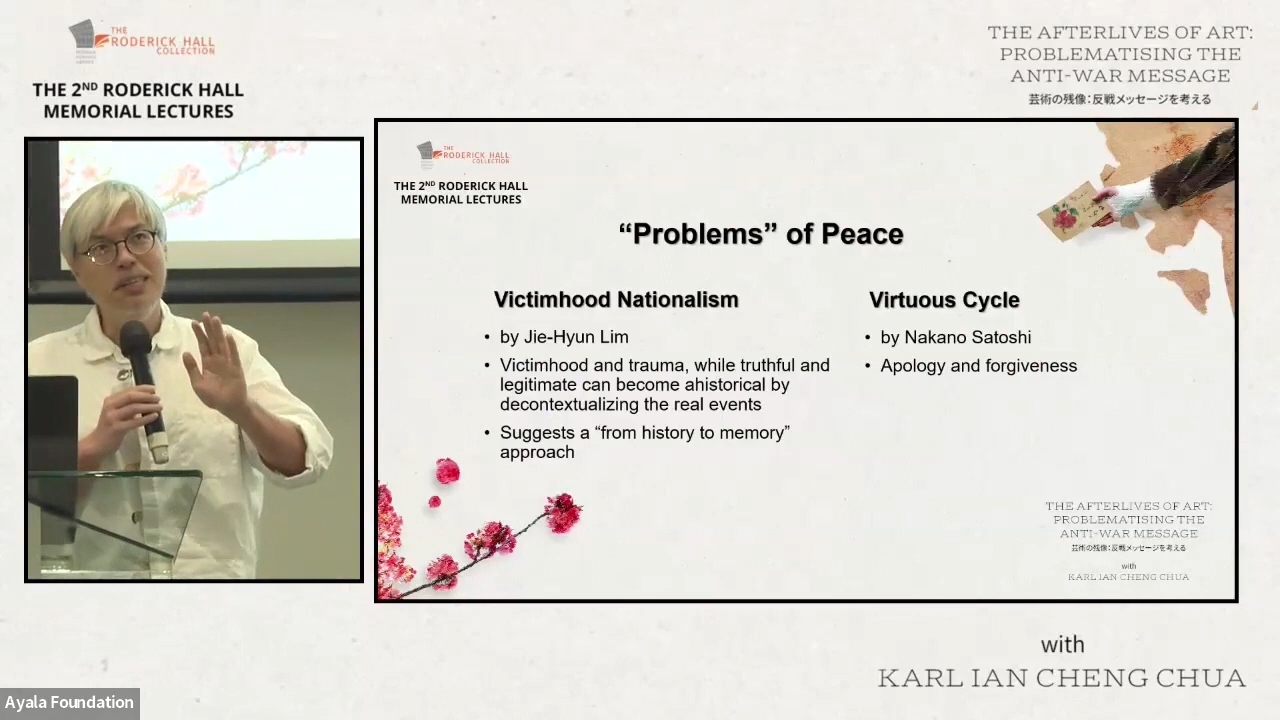 THE
RODERICK HALL
COLLECTION
THE 2ND RODERICK HALL
MEMORIAL LECTURES
THE AFTERLIVES OF ART:
PROBLEMATISING THE
ANTI-WAR MESSAGE
芸術の残像：反戦メッセージを考える
THE
RODERICK HALL
COLLECTION
THE 2ND RODERICK HALL
MEMORIAL LECTURES
“Problems” of Peace
Victimhood Nationalism
• by Jie-Hyun Lim
• Victimhood and trauma, while truthful and
legitimate can become ahistorical by
decontextualizing the real events
• Suggests a “from history to memory”
approach
Virtuous Cycle
• by Nakano Satoshi
• Apology and forgiveness
THE AFTERLIVES OF ART:
PROBLEMATISING THE
ANTI-WAR MESSAGE
芸術の残像：反戦メッセージを考える
with
KARL IAN CHENG CHUA
with
KARL IAN CHENG CHUA
Ayala Foundation